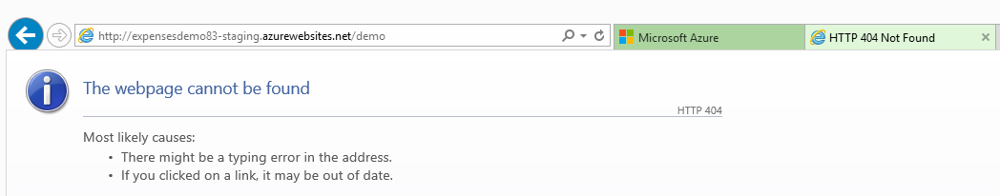 http://expensesdemo83-staging.azurewebsites.net/demo
Microsoft Azure
HTTP 404 Not Found
The webpage cannot be found
HTTP 404
Most likely causes:
• There might be a typing error in the address.
• If you clicked on a link, it may be out of date.